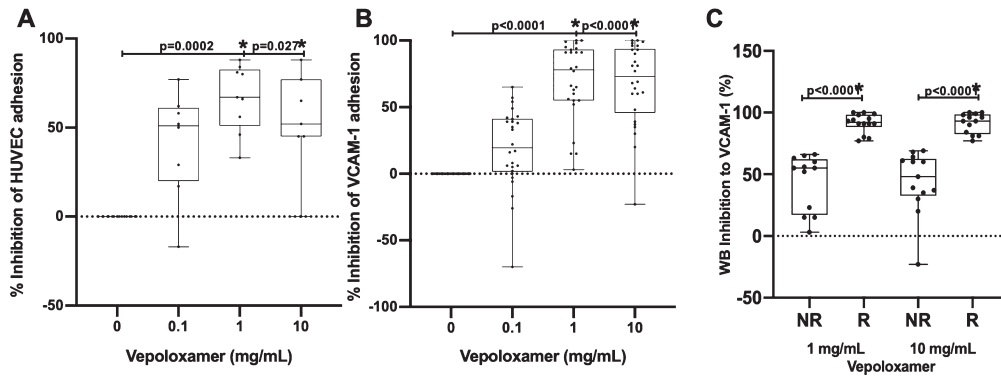 A
% Inhibition of HUVEC adhesion
100
50
0
-50
p=0.0002
*
p=0.027
*
0
0.1
1
10
Vepoloxamer (mg/mL)
B
% Inhibition of VCAM-1 adhesion
100
50
0
-50
-100
p<0.0001
*
p<0.0001
*
0
0.1
1
10
Vepoloxamer (mg/mL)
C
WB Inhibition to VCAM-1 (%)
150
100
50
0
-50
p<0.000
*
p<0.000
*
NR
R
NR
R
1 mg/mL
10 mg/mL
Vepoloxamer